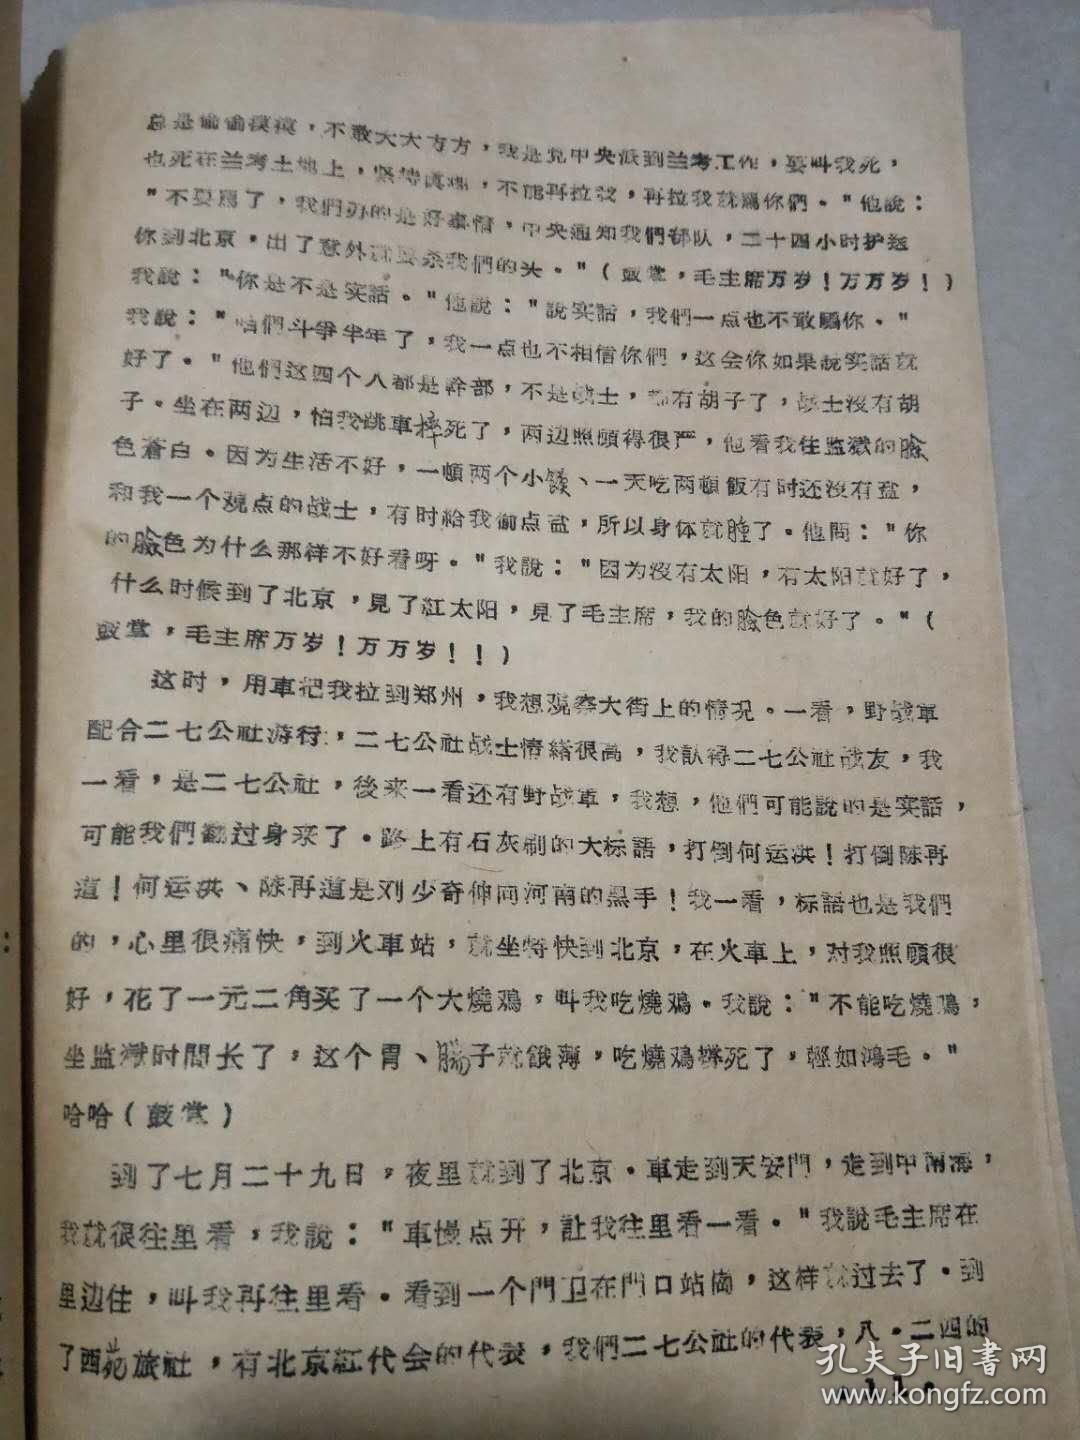 总是偷偷摸摸，不敢大大方方，我是党中央派到兰考工作，要叫我死，
也死在兰考土地上，坚持真理，不能再拉我，再拉我就罵你們。"他說：
"不要罵了，我們办的是好事情，中央通知我們部队，二十四小时护送
你到北京，出了意外就要杀我們的头。"(鼓掌，毛主席万岁！万万岁！)
我說："你是不是实話。"他說："說实話，我們一点也不敢騙你。"
我說："咱們斗爭半年了，我一点也不相信你們，这会你如果說实話就
好了。"他們这四个人都是幹部，不是战士，都有胡子了，战士沒有胡
子。坐在两边，怕我跳車摔死了，两边照顧得很严，他看我住监獄的臉
色蒼白。因为生活不好，一頓两个小馍、一天吃两頓飯有时还沒有盐，
和我一个观点的战士，有时給我偷点盐，所以身体就瞳了。他問："你
的臉色为什么那祥不好看呀。"我說："因为沒有太阳，有太阳就好了，
什么时候到了北京，見了紅太阳，見了毛主席，我的臉色就好了。"(
鼓掌，毛主席万岁！万万岁！！)
这时，用車把我拉到郑州，我想观察大街上的情况。一看，野战軍
配合二七公社游行，二七公社战士情緒很高，我訳得二七公社战友，我
一看，是二七公社，後来一看还有野战軍，我想，他們可能說的是实話，
可能我們翻过身来了。路上有石灰刷的大标語，打倒何运洪！打倒陈再
道！何运洪、陈再道是刘少奇伸向河南的黑手！我一看，标語也是我們
的，心里很痛快，到火車站，就坐特快到北京，在火車上，对我照顧很
好，花了一元二角买了一个大燒鸡，叫我吃燒鸡。我說："不能吃燒鸡，
坐监獄时間长了，这个胃、腸子就餓薄，吃燒鸡撑死了，輕如鴻毛。"
哈哈(鼓掌)
到了七月二十九日，夜里就到了北京。車走到天安門，走到中南海，
我就很往里看，我說："車慢点开，訁上我往里看一看。"我說毛主席在
里边住，叫我再往里看。看到一个門卫在門口站崗，这样就过去了。到
了西苑旅社，有北京紅代会的代表，我們二七公社的代表，八·二四的
·11·
孔夫子旧書网
www.kongfz.com